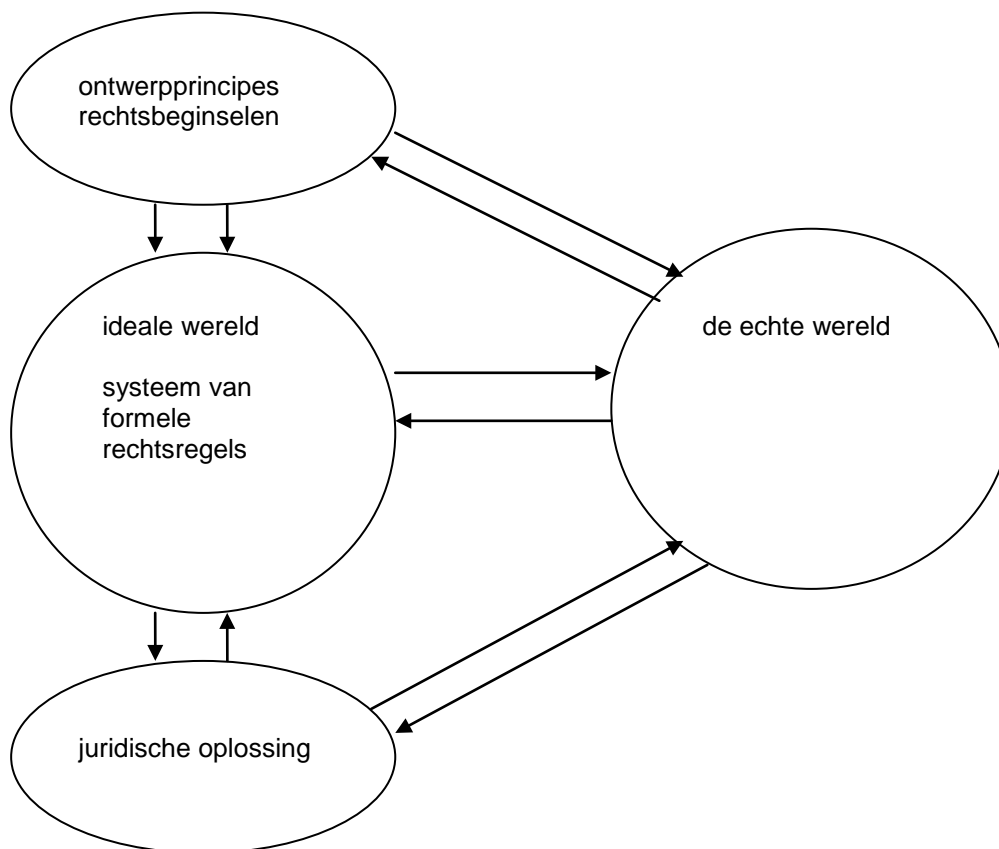 ontwerpprincipes
rechtsbeginselen
ideale wereld
systeem van
formele
rechtsregels
de echte wereld
juridische oplossing